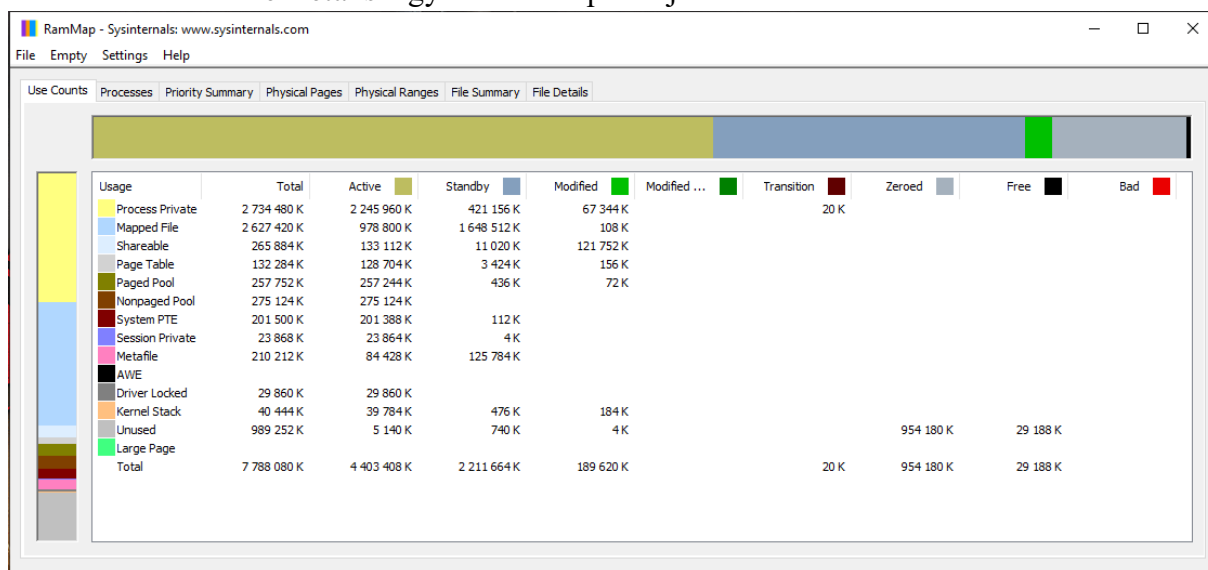 RamMap - Sysinternals: www.sysinternals.com
File Empty Settings Help
Use Counts Processes Priority Summary Physical Pages Physical Ranges File Summary File Details
Usage Total Active Standby Modified Modified ... Transition Zeroed Free Bad
Process Private 2 734 480 K 2 245 960 K 421 156 K 67 344 K 20 K
Mapped File 2 627 420 K 978 800 K 1 648 512 K 108 K
Shareable 265 884 K 133 112 K 11 020 K 121 752 K
Page Table 132 284 K 128 704 K 3 424 K 156 K
Paged Pool 257 752 K 257 244 K 436 K 72 K
Nonpaged Pool 275 124 K 275 124 K
System PTE 201 500 K 201 388 K 112 K
Session Private 23 868 K 23 864 K 4 K
Metafile 210 212 K 84 428 K 125 784 K
AWE
Driver Locked 29 860 K 29 860 K
Kernel Stack 40 444 K 39 784 K 476 K 184 K
Unused 989 252 K 5 140 K 740 K 4 K 954 180 K 29 188 K
Large Page
Total 7 788 080 K 4 403 408 K 2 211 664 K 189 620 K 20 K 954 180 K 29 188 K